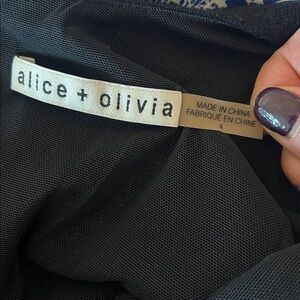 alice + olivia
MADE IN CHINA
FABRIQUÉ EN CHINE
4